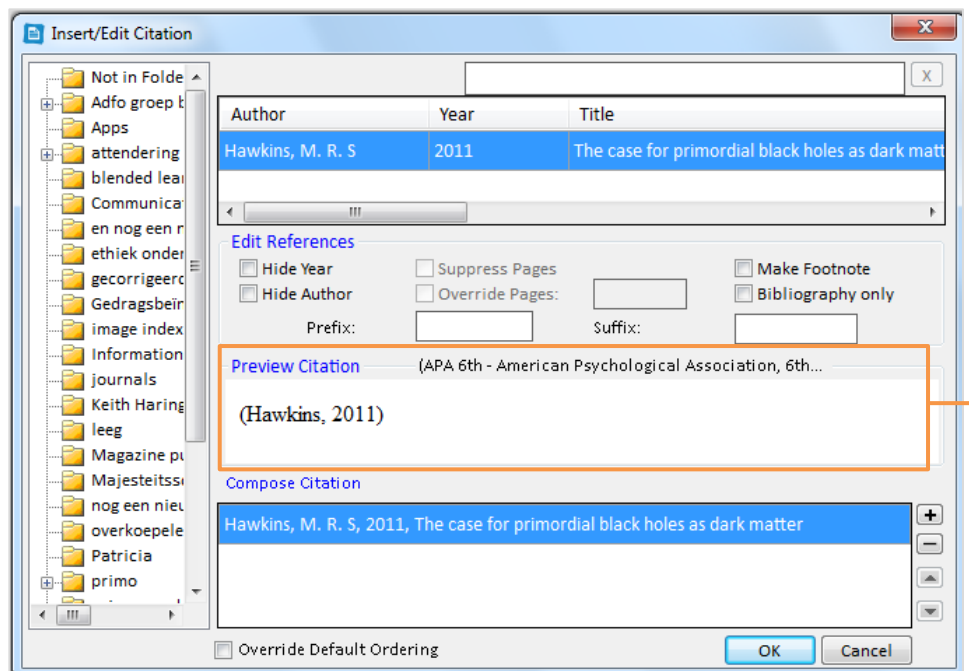 Insert/Edit Citation
Not in Folde
Adfo groep b
Apps
attendering
blended lear
Communica
en nog een n
ethiek onder
gecorrigeerd
Gedragsbeïn
image index
Information
journals
Keith Haring
leeg
Magazine pu
Majesteitssc
nog een nieu
overkoepele
Patricia
primo
X
Author Year Title
Hawkins, M. R. S 2011 The case for primordial black holes as dark matt
Edit References
Hide Year Suppress Pages Make Footnote
Hide Author Override Pages: Bibliography only
Prefix: Suffix:
Preview Citation (APA 6th - American Psychological Association, 6th...
(Hawkins, 2011)
Compose Citation
Hawkins, M. R. S, 2011, The case for primordial black holes as dark matter
Override Default Ordering OK Cancel